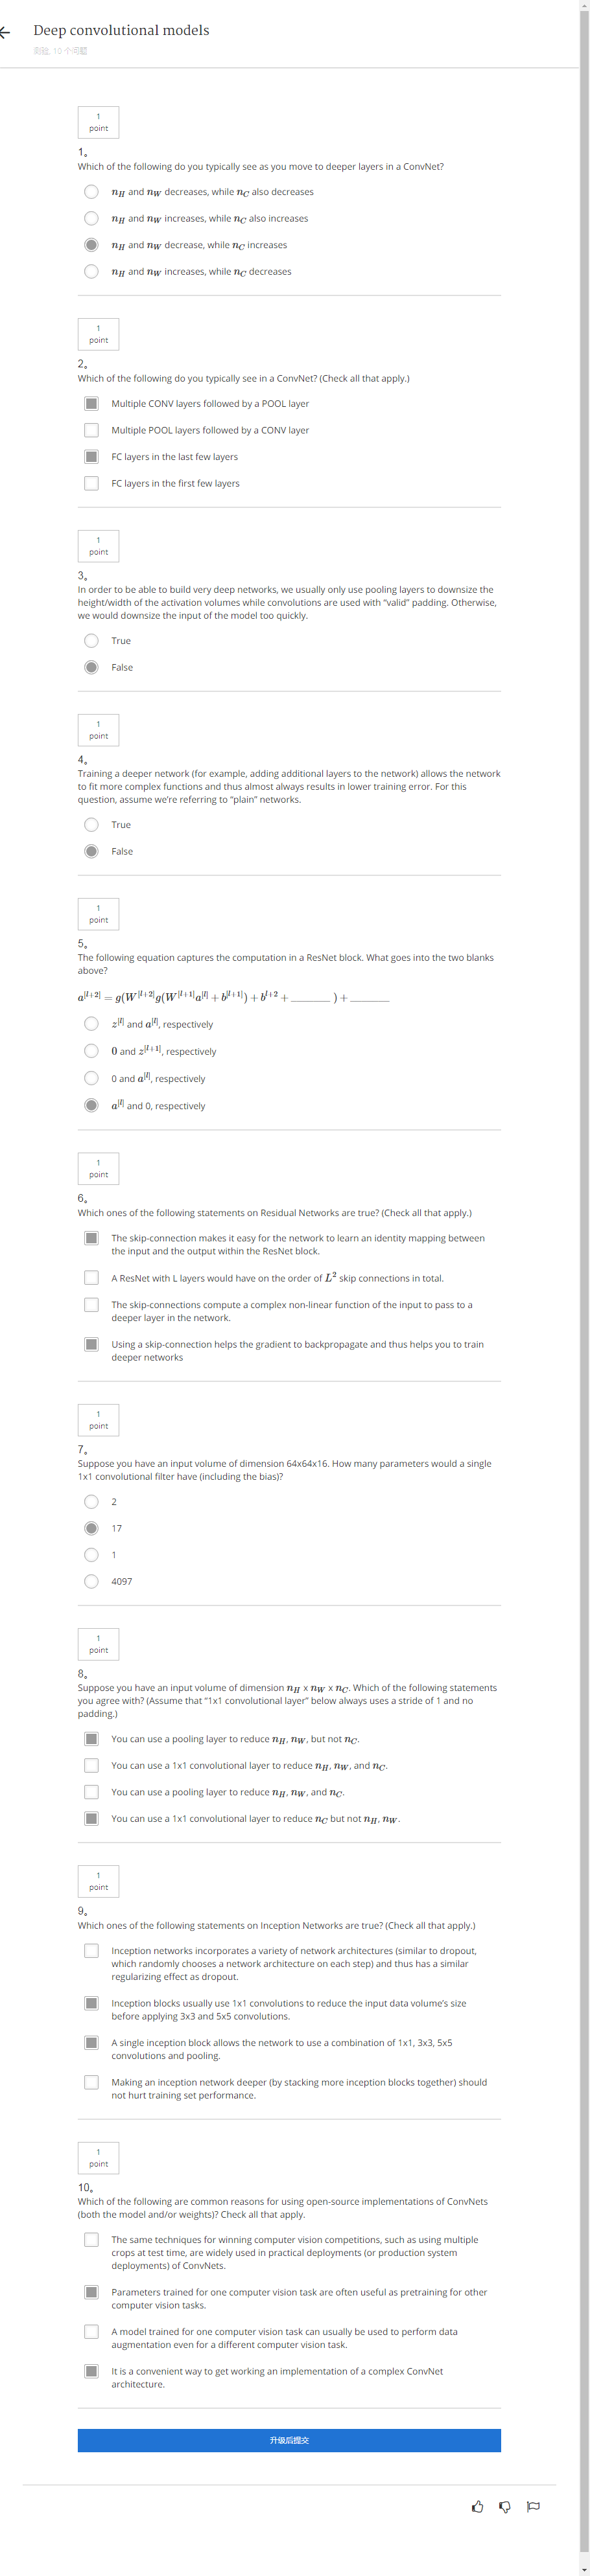 Deep convolutional models
测验, 10 个问题
1
point
1。
Which of the following do you typically see as you move to deeper layers in a ConvNet?
n_H and n_W decreases, while n_C also decreases
n_H and n_W increases, while n_C also increases
n_H and n_W decrease, while n_C increases
n_H and n_W increases, while n_C decreases
1
point
2。
Which of the following do you typically see in a ConvNet? (Check all that apply.)
Multiple CONV layers followed by a POOL layer
Multiple POOL layers followed by a CONV layer
FC layers in the last few layers
FC layers in the first few layers
1
point
3。
In order to be able to build very deep networks, we usually only use pooling layers to downsize the
height/width of the activation volumes while convolutions are used with “valid” padding. Otherwise,
we would downsize the input of the model too quickly.
True
False
1
point
4。
Training a deeper network (for example, adding additional layers to the network) allows the network
to fit more complex functions and thus almost always results in lower training error. For this
question, assume we’re referring to “plain” networks.
True
False
1
point
5。
The following equation captures the computation in a ResNet block. What goes into the two blanks
above?
a^[l+2] = g(W^[l+2] g(W^[l+1] a^[l] + b^[l+1]) + b^l+2 + _______ ) + _______
z^[l] and a^[l], respectively
0 and z^[l+1], respectively
0 and a^[l], respectively
a^[l] and 0, respectively
1
point
6。
Which ones of the following statements on Residual Networks are true? (Check all that apply.)
The skip-connection makes it easy for the network to learn an identity mapping between
the input and the output within the ResNet block.
A ResNet with L layers would have on the order of L² skip connections in total.
The skip-connections compute a complex non-linear function of the input to pass to a
deeper layer in the network.
Using a skip-connection helps the gradient to backpropagate and thus helps you to train
deeper networks
1
point
7。
Suppose you have an input volume of dimension 64x64x16. How many parameters would a single
1x1 convolutional filter have (including the bias)?
2
17
1
4097
1
point
8。
Suppose you have an input volume of dimension n_H x n_W x n_C. Which of the following statements
you agree with? (Assume that “1x1 convolutional layer” below always uses a stride of 1 and no
padding.)
You can use a pooling layer to reduce n_H, n_W, but not n_C.
You can use a 1x1 convolutional layer to reduce n_H, n_W, and n_C.
You can use a pooling layer to reduce n_H, n_W, and n_C.
You can use a 1x1 convolutional layer to reduce n_C but not n_H, n_W.
1
point
9。
Which ones of the following statements on Inception Networks are true? (Check all that apply.)
Inception networks incorporates a variety of network architectures (similar to dropout,
which randomly chooses a network architecture on each step) and thus has a similar
regularizing effect as dropout.
Inception blocks usually use 1x1 convolutions to reduce the input data volume’s size
before applying 3x3 and 5x5 convolutions.
A single inception block allows the network to use a combination of 1x1, 3x3, 5x5
convolutions and pooling.
Making an inception network deeper (by stacking more inception blocks together) should
not hurt training set performance.
1
point
10。
Which of the following are common reasons for using open-source implementations of ConvNets
(both the model and/or weights)? Check all that apply.
The same techniques for winning computer vision competitions, such as using multiple
crops at test time, are widely used in practical deployments (or production system
deployments) of ConvNets.
Parameters trained for one computer vision task are often useful as pretraining for other
computer vision tasks.
A model trained for one computer vision task can usually be used to perform data
augmentation even for a different computer vision task.
It is a convenient way to get working an implementation of a complex ConvNet
architecture.
升级后提交